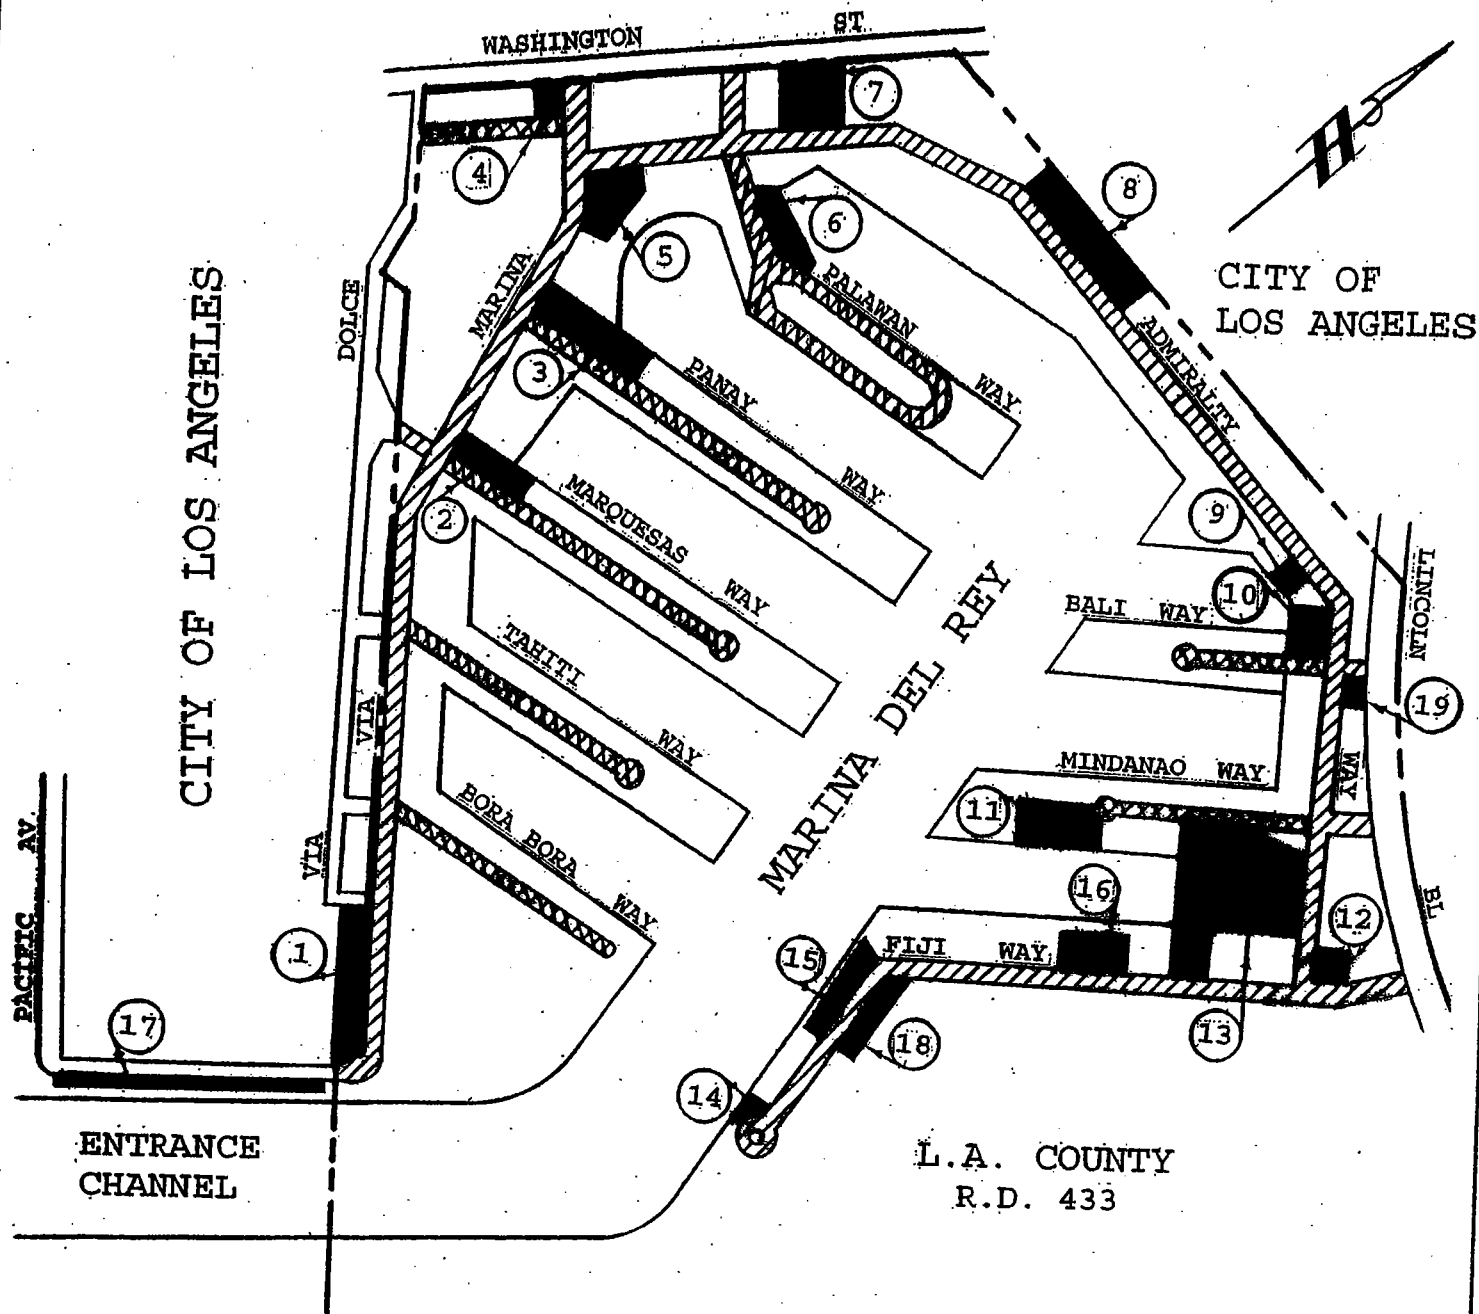 WASHINGTON ST
7
4
8
6
5
N
CITY OF
LOS ANGELES
DOLCE
MARINA
PALAWAN WAY
ADMIRALTY
3
PANAY WAY
CITY OF LOS ANGELES
2
MARQUESAS WAY
9
10
BALI WAY
LINCOLN
TAHITI WAY
MARINA DEL REY
19
VIA
MINDANAO WAY
WAY
BORA BORA WAY
11
VIA
PACIFIC AV.
16
12
BL
1
15
FIJI WAY
17
18
13
14
ENTRANCE
CHANNEL
L.A. COUNTY
R.D. 433